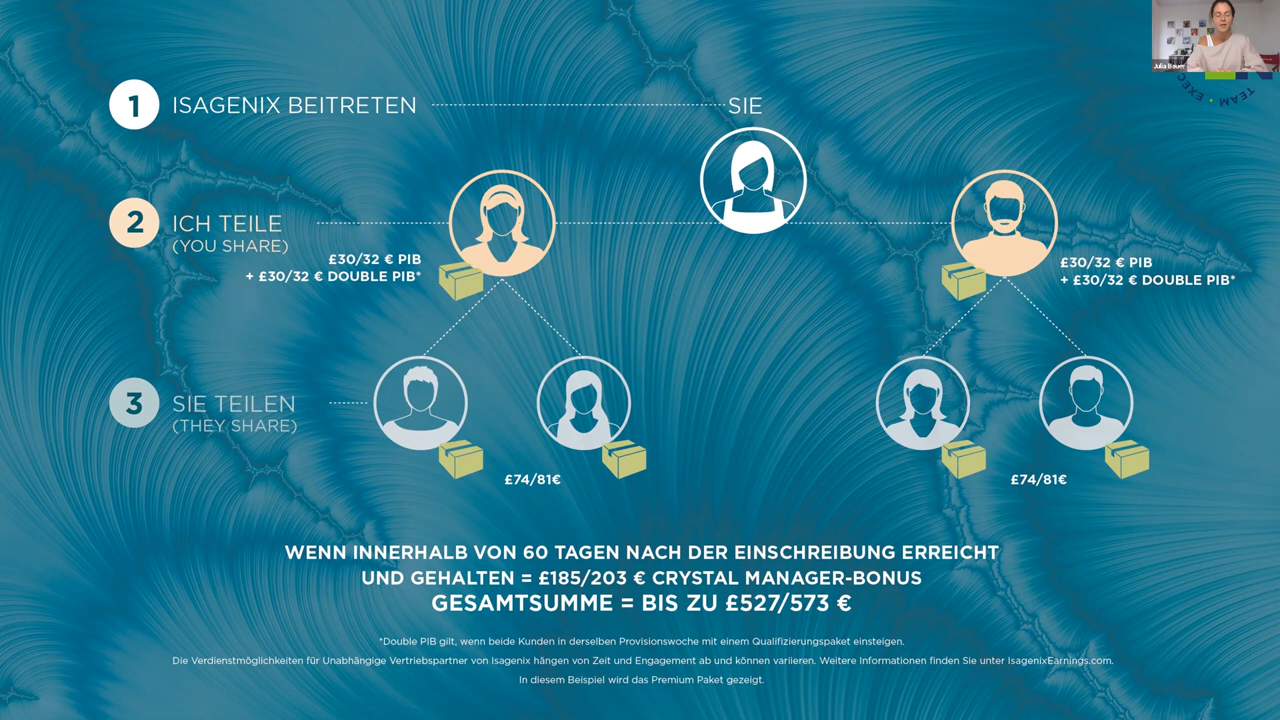 Julia Bauer
TEAM • EXEC
1 ISAGENIX BEITRETEN
SIE
2 ICH TEILE
(YOU SHARE)
£30/32 € PIB
+ £30/32 € DOUBLE PIB*
£30/32 € PIB
+ £30/32 € DOUBLE PIB*
3 SIE TEILEN
(THEY SHARE)
£74/81€
£74/81€
WENN INNERHALB VON 60 TAGEN NACH DER EINSCHREIBUNG ERREICHT
UND GEHALTEN = £185/203 € CRYSTAL MANAGER-BONUS
GESAMTSUMME = BIS ZU £527/573 €
*Double PIB gilt, wenn beide Kunden in derselben Provisionswoche mit einem Qualifizierungspaket einsteigen.
Die Verdienstmöglichkeiten für Unabhängige Vertriebspartner von Isagenix hängen von Zeit und Engagement ab und können variieren. Weitere Informationen finden Sie unter IsagenixEarnings.com.
In diesem Beispiel wird das Premium Paket gezeigt.